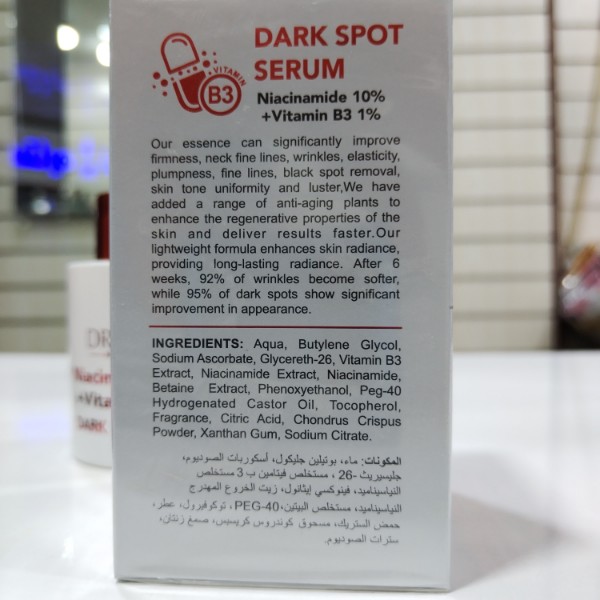 DARK SPOT
SERUM
VITAMIN
B3
Niacinamide 10%
+Vitamin B3 1%
Our essence can significantly improve
firmness, neck fine lines, wrinkles, elasticity,
plumpness, fine lines, black spot removal,
skin tone uniformity and luster,We have
added a range of anti-aging plants to
enhance the regenerative properties of the
skin and deliver results faster.Our
lightweight formula enhances skin radiance,
providing long-lasting radiance. After 6
weeks, 92% of wrinkles become softer,
while 95% of dark spots show significant
improvement in appearance.
INGREDIENTS: Aqua, Butylene Glycol,
Sodium Ascorbate, Glycereth-26, Vitamin B3
Extract, Niacinamide Extract, Niacinamide,
Betaine Extract, Phenoxyethanol, Peg-40
Hydrogenated Castor Oil, Tocopherol,
Fragrance, Citric Acid, Chondrus Crispus
Powder, Xanthan Gum, Sodium Citrate.
المكونات: ماء، بوتيلين جليكول، أسكوربات الصوديوم،
جليسيريث -26 ، مستخلص فيتامين ب 3 مستخلص
النياسيناميد، فينوكسي إيثانول، زيت الخروع المهدرج
النياسيناميد، مستخلص البيتين،PEG-40، توكوفيرول، عطر،
حمض الستريك، مسحوق كوندروس كريسبس، صمغ زنتان،
سترات الصوديوم.
DR
Niacin
+Vita
DARK